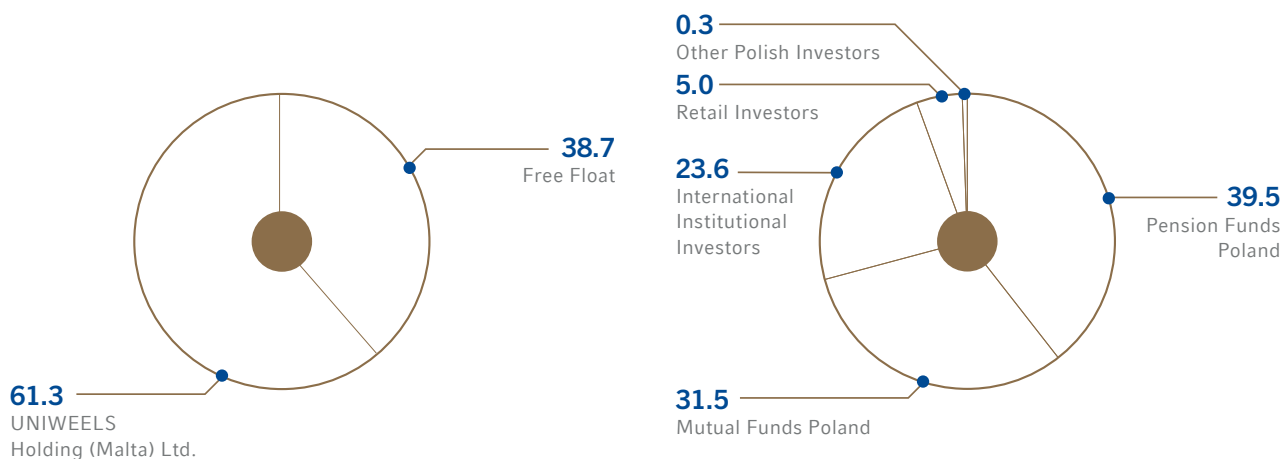 38.7
Free Float
61.3
UNIWEELS
Holding (Malta) Ltd.
0.3
Other Polish Investors
5.0
Retail Investors
23.6
International
Institutional
Investors
39.5
Pension Funds
Poland
31.5
Mutual Funds Poland